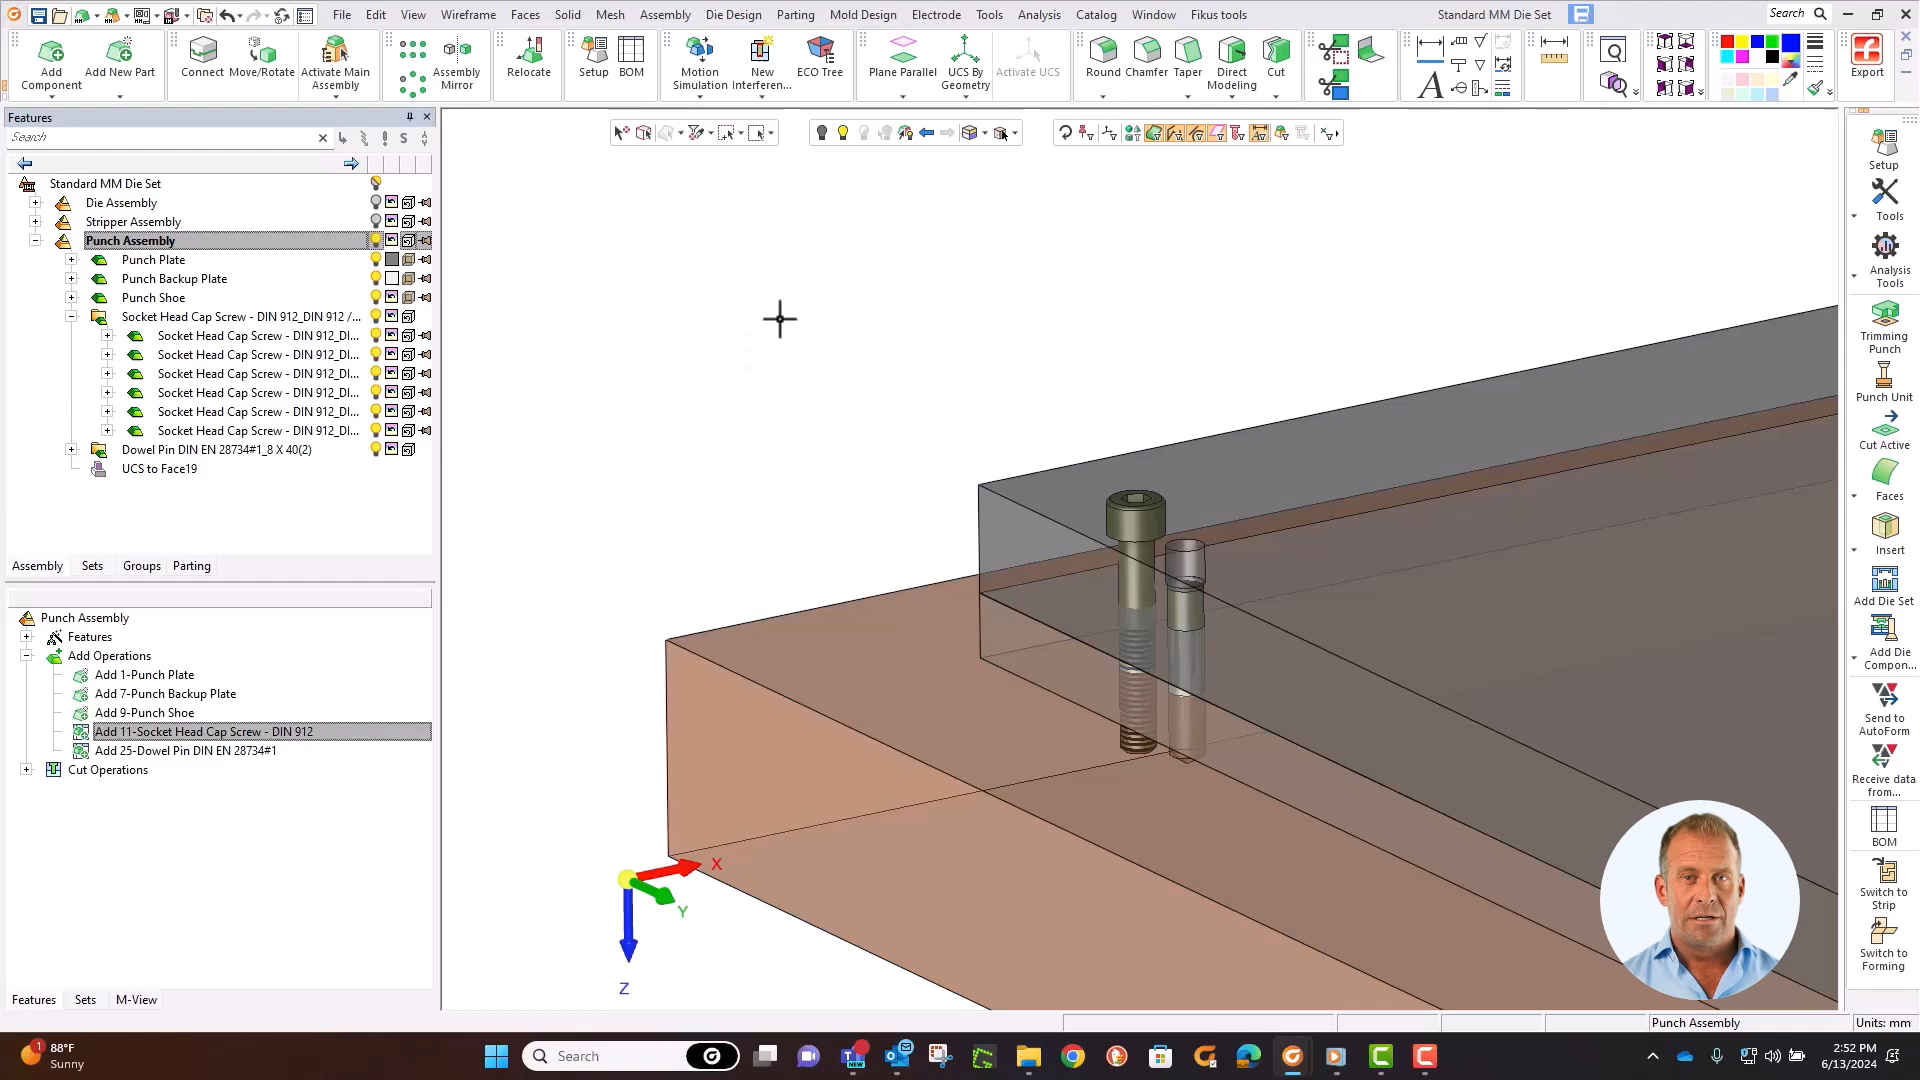 File Edit View Wireframe Faces Solid Mesh Assembly Die Design Parting Mold Design Electrode Tools Analysis Catalog Window Fikus tools Standard MM Die Set Search
Add Component
Add New Part
Connect
Move/Rotate
Activate Main Assembly
Assembly Mirror
Relocate
Setup
BOM
Motion Simulation
New Interferen...
ECO Tree
Plane Parallel
UCS By Geometry
Activate UCS
Round
Chamfer
Taper
Direct Modeling
Cut
Export
Features
Search
S
Standard MM Die Set
Die Assembly
Stripper Assembly
Punch Assembly
Punch Plate
Punch Backup Plate
Punch Shoe
Socket Head Cap Screw - DIN 912_DIN 912 /...
Socket Head Cap Screw - DIN 912_DI...
Socket Head Cap Screw - DIN 912_DI...
Socket Head Cap Screw - DIN 912_DI...
Socket Head Cap Screw - DIN 912_DI...
Socket Head Cap Screw - DIN 912_DI...
Socket Head Cap Screw - DIN 912_DI...
Dowel Pin DIN EN 28734#1_8 X 40(2)
UCS to Face19
Assembly Sets Groups Parting
Punch Assembly
Features
Add Operations
Add 1-Punch Plate
Add 7-Punch Backup Plate
Add 9-Punch Shoe
Add 11-Socket Head Cap Screw - DIN 912
Add 25-Dowel Pin DIN EN 28734#1
Cut Operations
Features Sets M-View
X
Y
Z
Setup
Tools
Analysis Tools
Trimming Punch
Punch Unit
Cut Active
Faces
Insert
Add Die Set
Add Die Compon...
Send to AutoForm
Receive data from...
BOM
Switch to Strip
Switch to Forming
Punch Assembly Units: mm
1
88°F
Sunny
Search
NEW
NEW
2:52 PM
6/13/2024